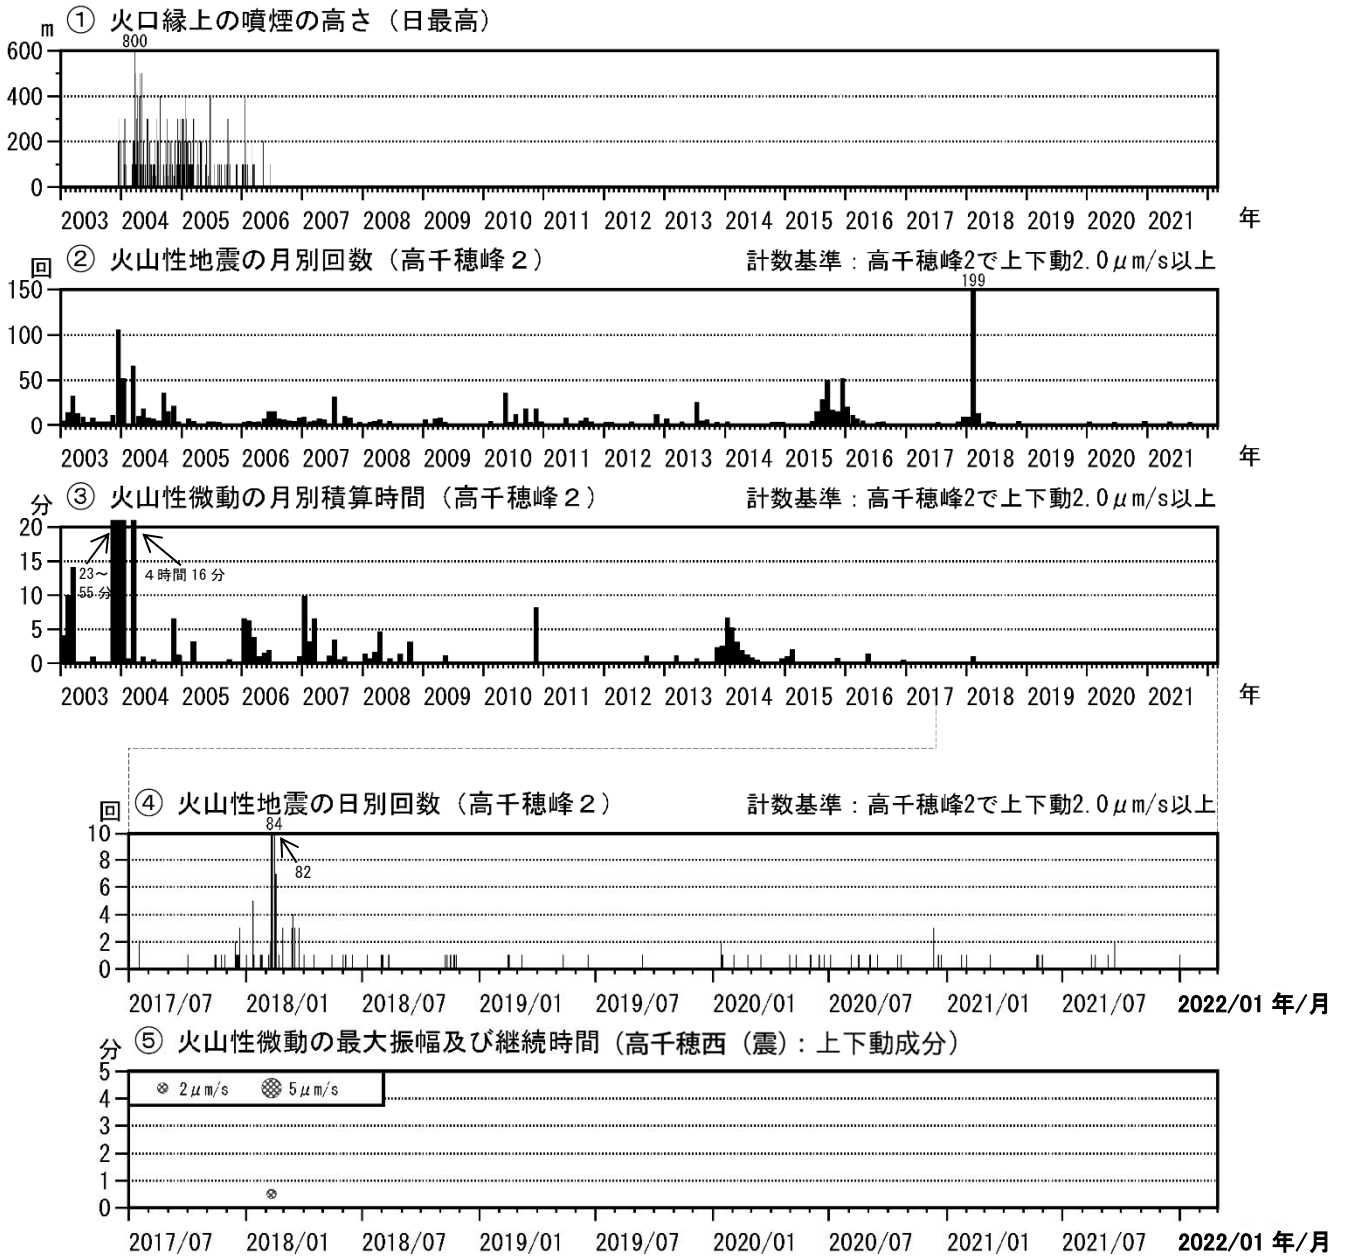 m ① 火口縁上の噴煙の高さ（日最高）
800
600
400
200
0
2003 2004 2005 2006 2007 2008 2009 2010 2011 2012 2013 2014 2015 2016 2017 2018 2019 2020 2021 年
回 ② 火山性地震の月別回数（高千穂峰２） 計数基準：高千穂峰2で上下動2.0μm/s以上
199
150
100
50
0
2003 2004 2005 2006 2007 2008 2009 2010 2011 2012 2013 2014 2015 2016 2017 2018 2019 2020 2021 年
分 ③ 火山性微動の月別積算時間（高千穂峰２） 計数基準：高千穂峰2で上下動2.0μm/s以上
20
15
23～ ４時間16分
55分
10
5
0
2003 2004 2005 2006 2007 2008 2009 2010 2011 2012 2013 2014 2015 2016 2017 2018 2019 2020 2021 年
回 ④ 火山性地震の日別回数（高千穂峰２） 計数基準：高千穂峰2で上下動2.0μm/s以上
84
10
8
82
6
4
2
0
2017/07 2018/01 2018/07 2019/01 2019/07 2020/01 2020/07 2021/01 2021/07 2022/01 年/月
分 ⑤ 火山性微動の最大振幅及び継続時間（高千穂西（震）：上下動成分）
5
2μm/s 5μm/s
4
3
2
1
0
2017/07 2018/01 2018/07 2019/01 2019/07 2020/01 2020/07 2021/01 2021/07 2022/01 年/月